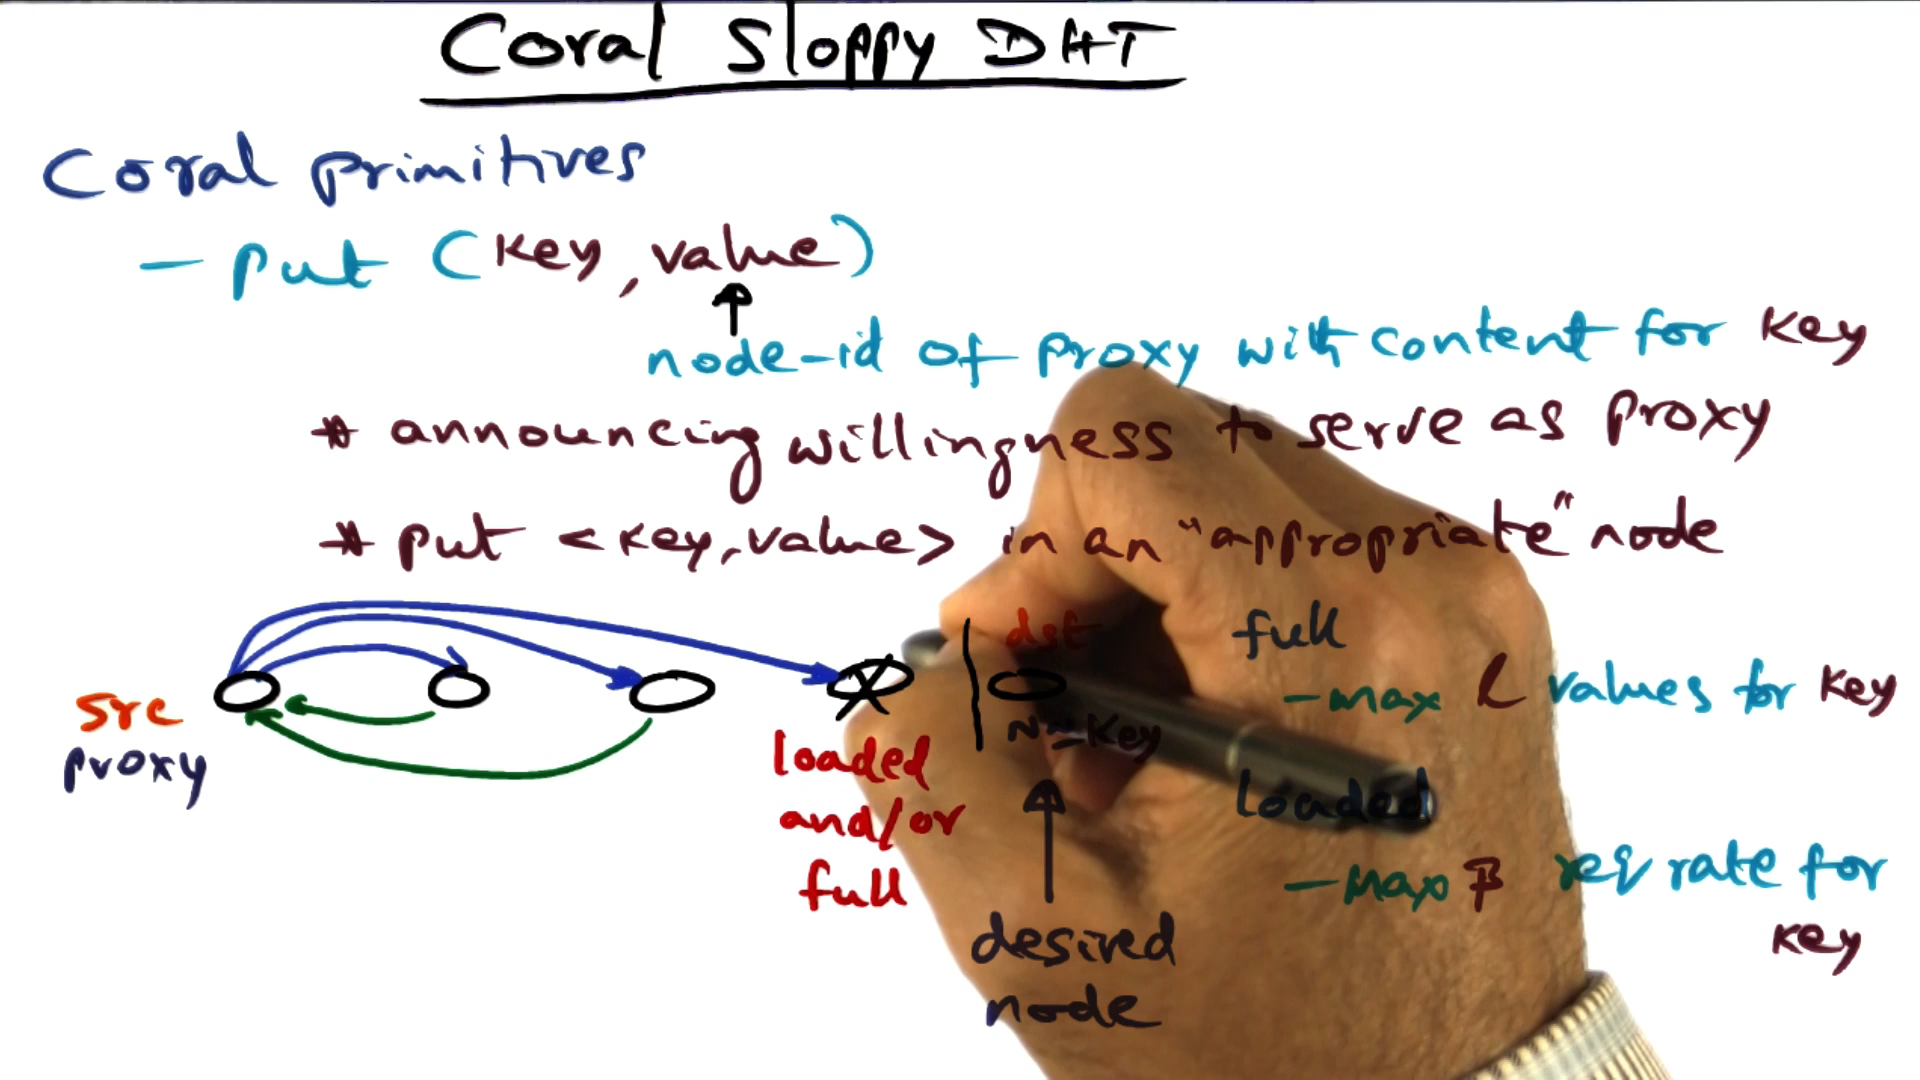 Coral Sloppy DHT
Coral primitives
- put (key, value)
node-id of proxy with content for key
* announcing willingness to serve as proxy
* put <key, value> in an "appropriate" node
src
proxy
loaded
and/or
full
dst
N ≈ key
desired
node
full
- max l values for key
loaded
- max β req rate for
key